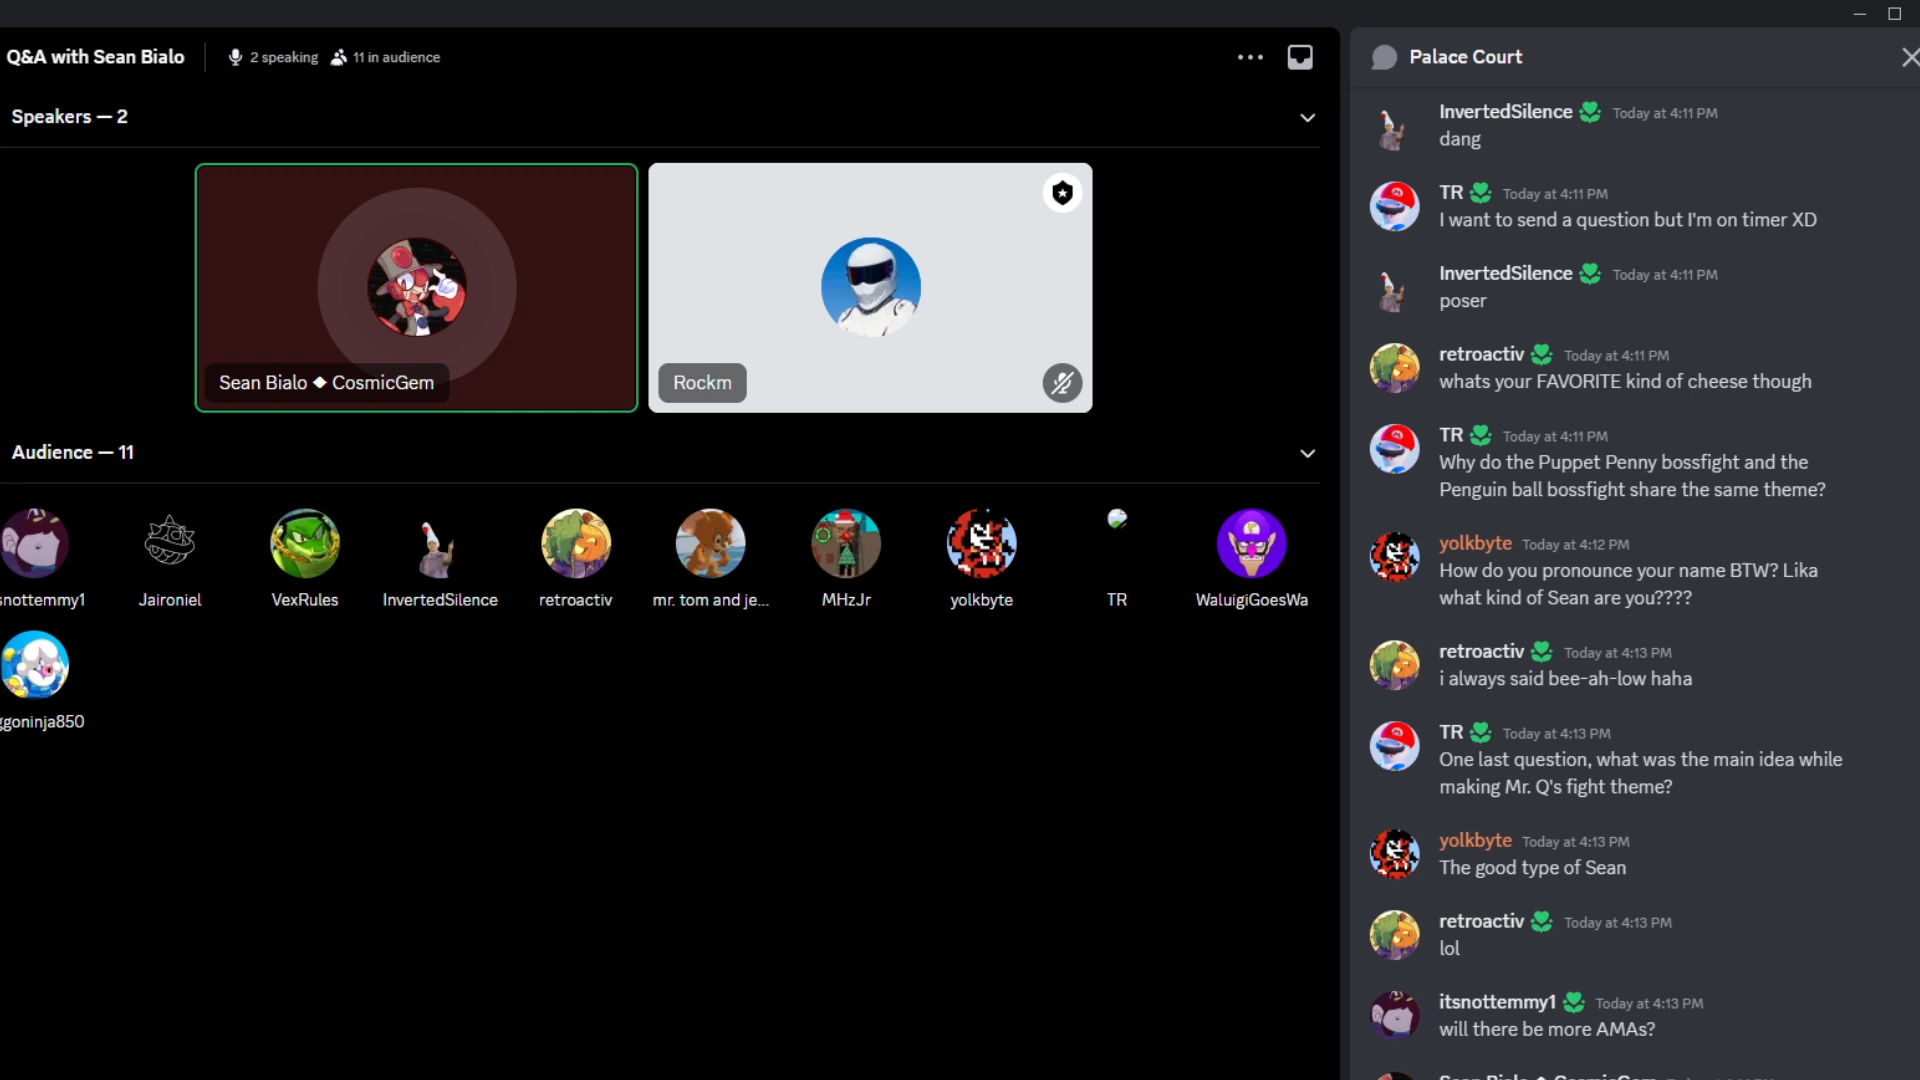 Q&A with Sean Bialo
2 speaking
11 in audience
Speakers — 2
Sean Bialo ◆ CosmicGem
Rockm
Audience — 11
snottemmy1
Jaironiel
VexRules
InvertedSilence
retroactiv
mr. tom and je...
MHzJr
yolkbyte
TR
WaluigiGoesWa
ggoninja850
Palace Court
InvertedSilence Today at 4:11 PM
dang
TR Today at 4:11 PM
I want to send a question but I'm on timer XD
InvertedSilence Today at 4:11 PM
poser
retroactiv Today at 4:11 PM
whats your FAVORITE kind of cheese though
TR Today at 4:11 PM
Why do the Puppet Penny bossfight and the
Penguin ball bossfight share the same theme?
yolkbyte Today at 4:12 PM
How do you pronounce your name BTW? Lika
what kind of Sean are you????
retroactiv Today at 4:13 PM
i always said bee-ah-low haha
TR Today at 4:13 PM
One last question, what was the main idea while
making Mr. Q's fight theme?
yolkbyte Today at 4:13 PM
The good type of Sean
retroactiv Today at 4:13 PM
lol
itsnottemmy1 Today at 4:13 PM
will there be more AMAs?
Sean Bialo ◆ CosmicGem